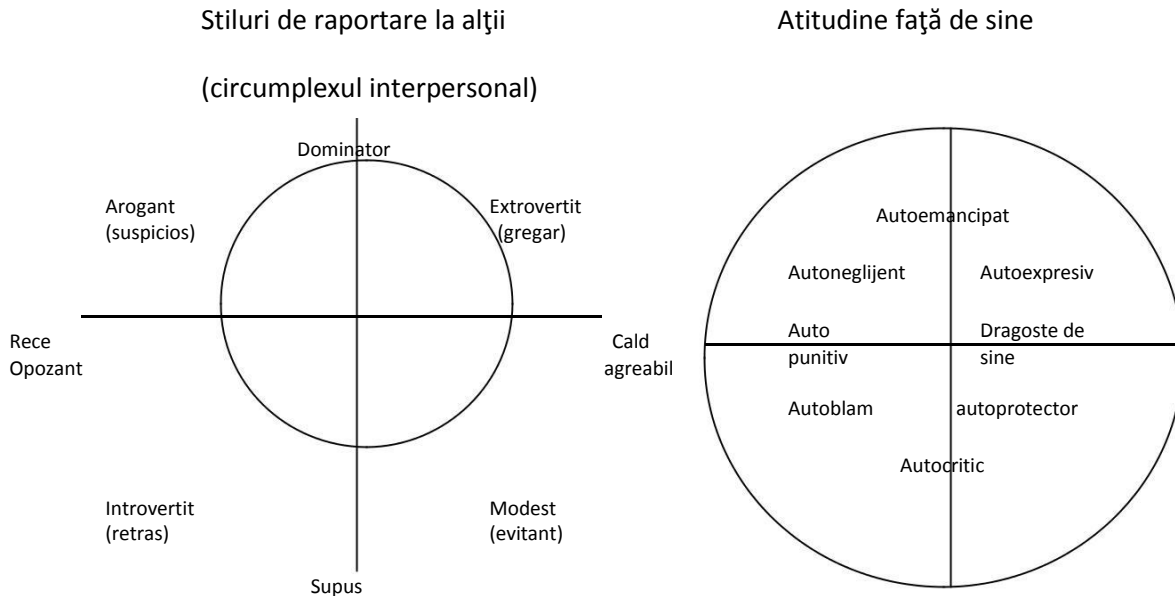 Stiluri de raportare la alţii
(circumplexul interpersonal)
Dominator
Arogant
(suspicios)
Extrovertit
(gregar)
Rece
Opozant
Cald
agreabil
Introvertit
(retras)
Modest
(evitant)
Supus
Atitudine faţă de sine
Autoemancipat
Autoneglijent
Autoexpresiv
Auto
punitiv
Dragoste de
sine
Autoblam
autoprotector
Autocritic